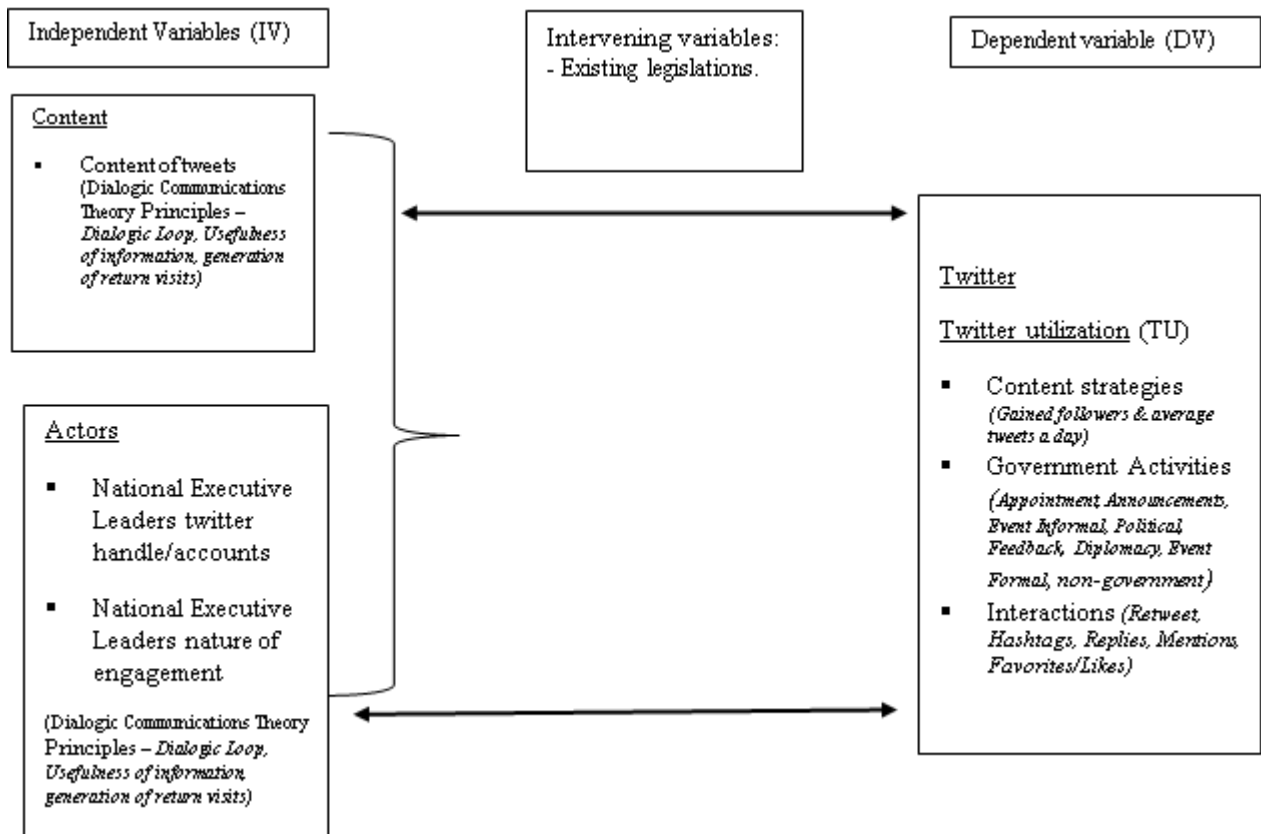 Independent Variables (IV)
Intervening variables:
- Existing legislations.
Dependent variable (DV)
Content
▪ Content of tweets
(Dialogic Communications
Theory Principles –
Dialogic Loop, Usefulness
of information, generation
of return visits)
Actors
▪ National Executive
Leaders twitter
handle/accounts
▪ National Executive
Leaders nature of
engagement
(Dialogic Communications Theory
Principles – Dialogic Loop,
Usefulness of information,
generation of return visits)
Twitter
Twitter utilization (TU)
▪ Content strategies
(Gained followers & average
tweets a day)
▪ Government Activities
(Appointment, Announcements,
Event Informal, Political,
Feedback, Diplomacy, Event
Formal, non-government)
▪ Interactions (Retweet,
Hashtags, Replies, Mentions,
Favorites/Likes)